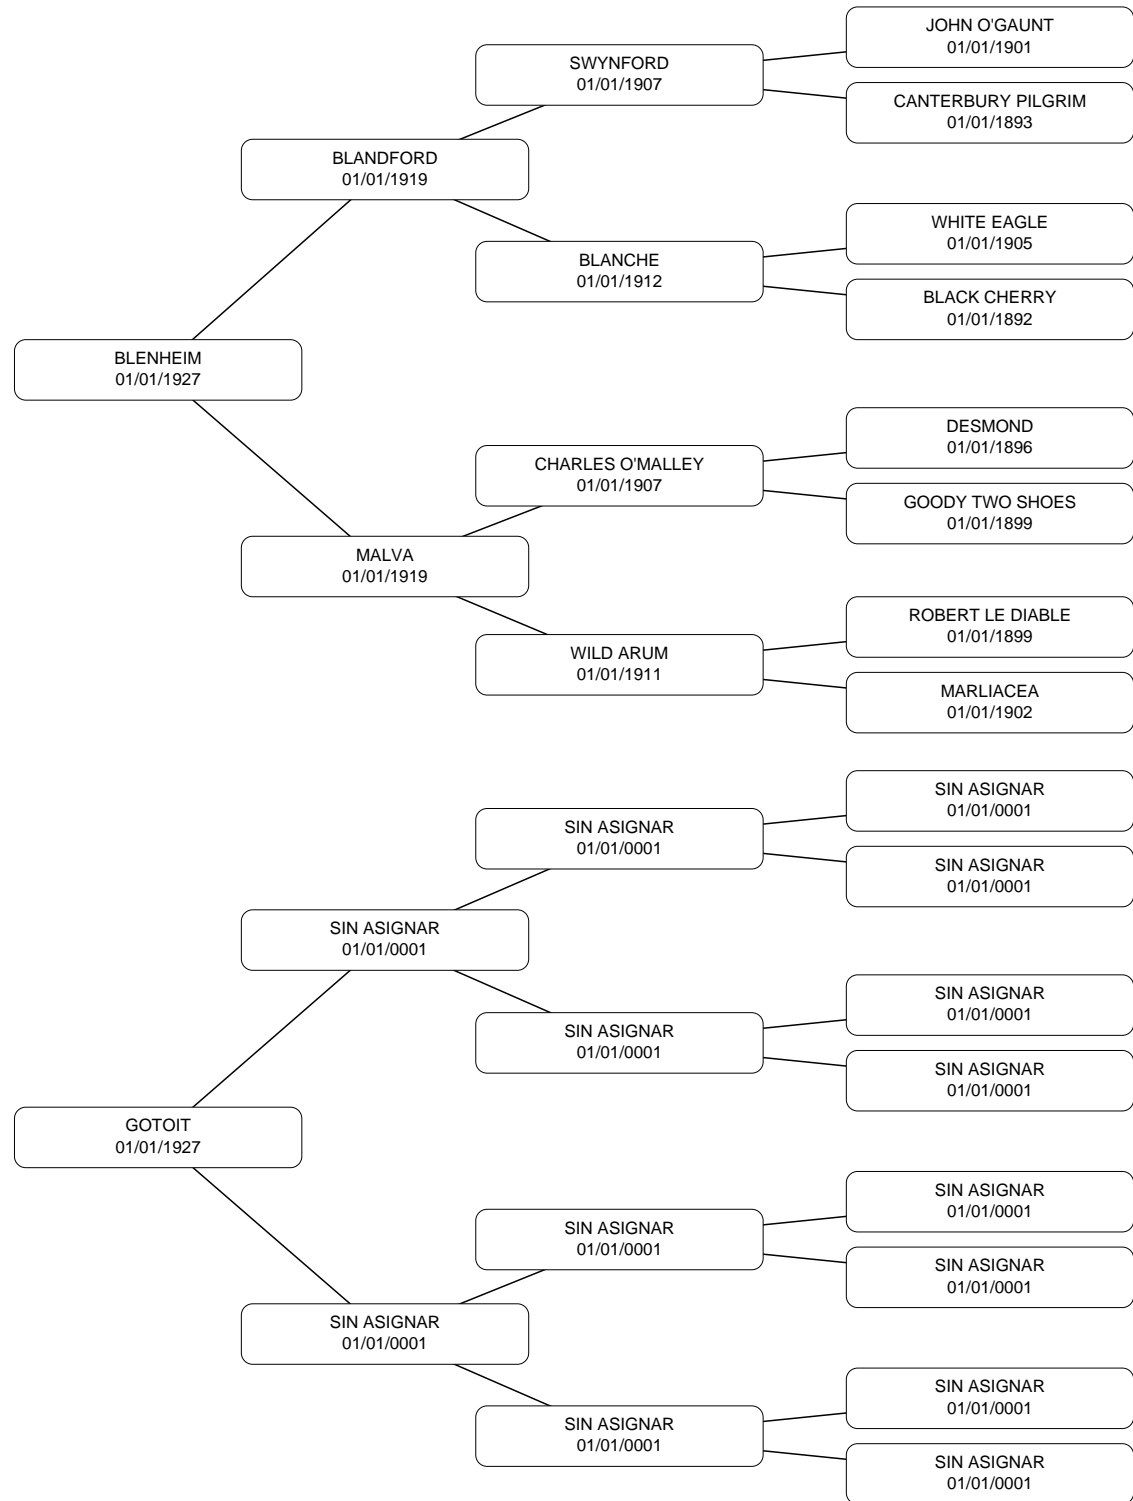 JOHN O'GAUNT
01/01/1901
SWYNFORD
01/01/1907
CANTERBURY PILGRIM
01/01/1893
BLANDFORD
01/01/1919
WHITE EAGLE
01/01/1905
BLANCHE
01/01/1912
BLACK CHERRY
01/01/1892
BLENHEIM
01/01/1927
DESMOND
01/01/1896
CHARLES O'MALLEY
01/01/1907
GOODY TWO SHOES
01/01/1899
MALVA
01/01/1919
ROBERT LE DIABLE
01/01/1899
WILD ARUM
01/01/1911
MARLIACEA
01/01/1902
SIN ASIGNAR
01/01/0001
SIN ASIGNAR
01/01/0001
SIN ASIGNAR
01/01/0001
SIN ASIGNAR
01/01/0001
SIN ASIGNAR
01/01/0001
SIN ASIGNAR
01/01/0001
SIN ASIGNAR
01/01/0001
GOTOIT
01/01/1927
SIN ASIGNAR
01/01/0001
SIN ASIGNAR
01/01/0001
SIN ASIGNAR
01/01/0001
SIN ASIGNAR
01/01/0001
SIN ASIGNAR
01/01/0001
SIN ASIGNAR
01/01/0001
SIN ASIGNAR
01/01/0001